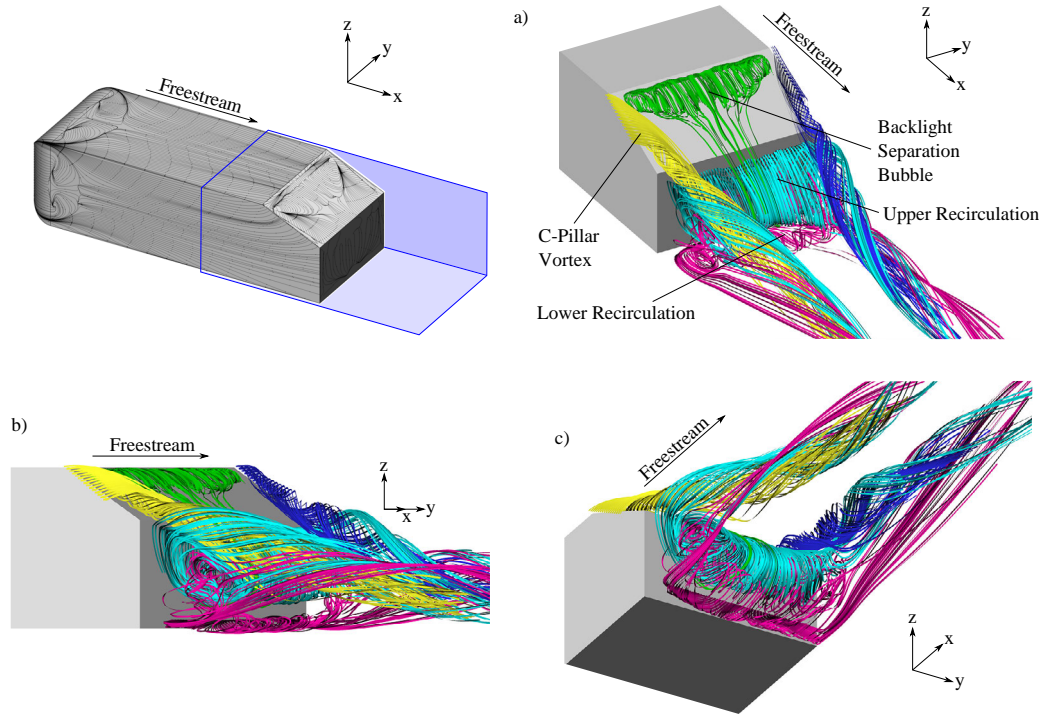 z
y
x
Freestream
a)
Freestream
z
y
x
Backlight
Separation
Bubble
Upper Recirculation
C-Pillar
Vortex
Lower Recirculation
b)
Freestream
z
x
y
c)
Freestream
z
x
y